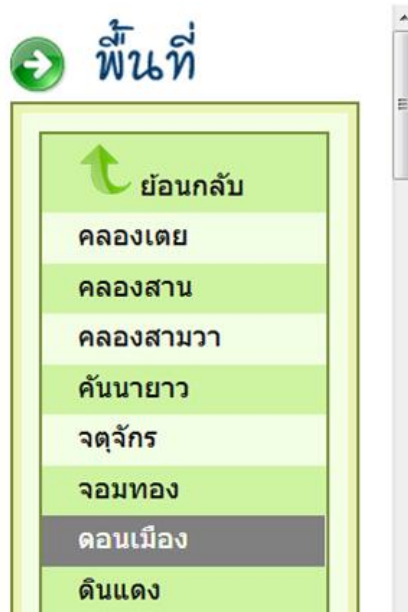 พื้นที่
ย้อนกลับ
คลองเตย
คลองสาน
คลองสามวา
คันนายาว
จตุจักร
จอมทอง
ดอนเมือง
ดินแดง